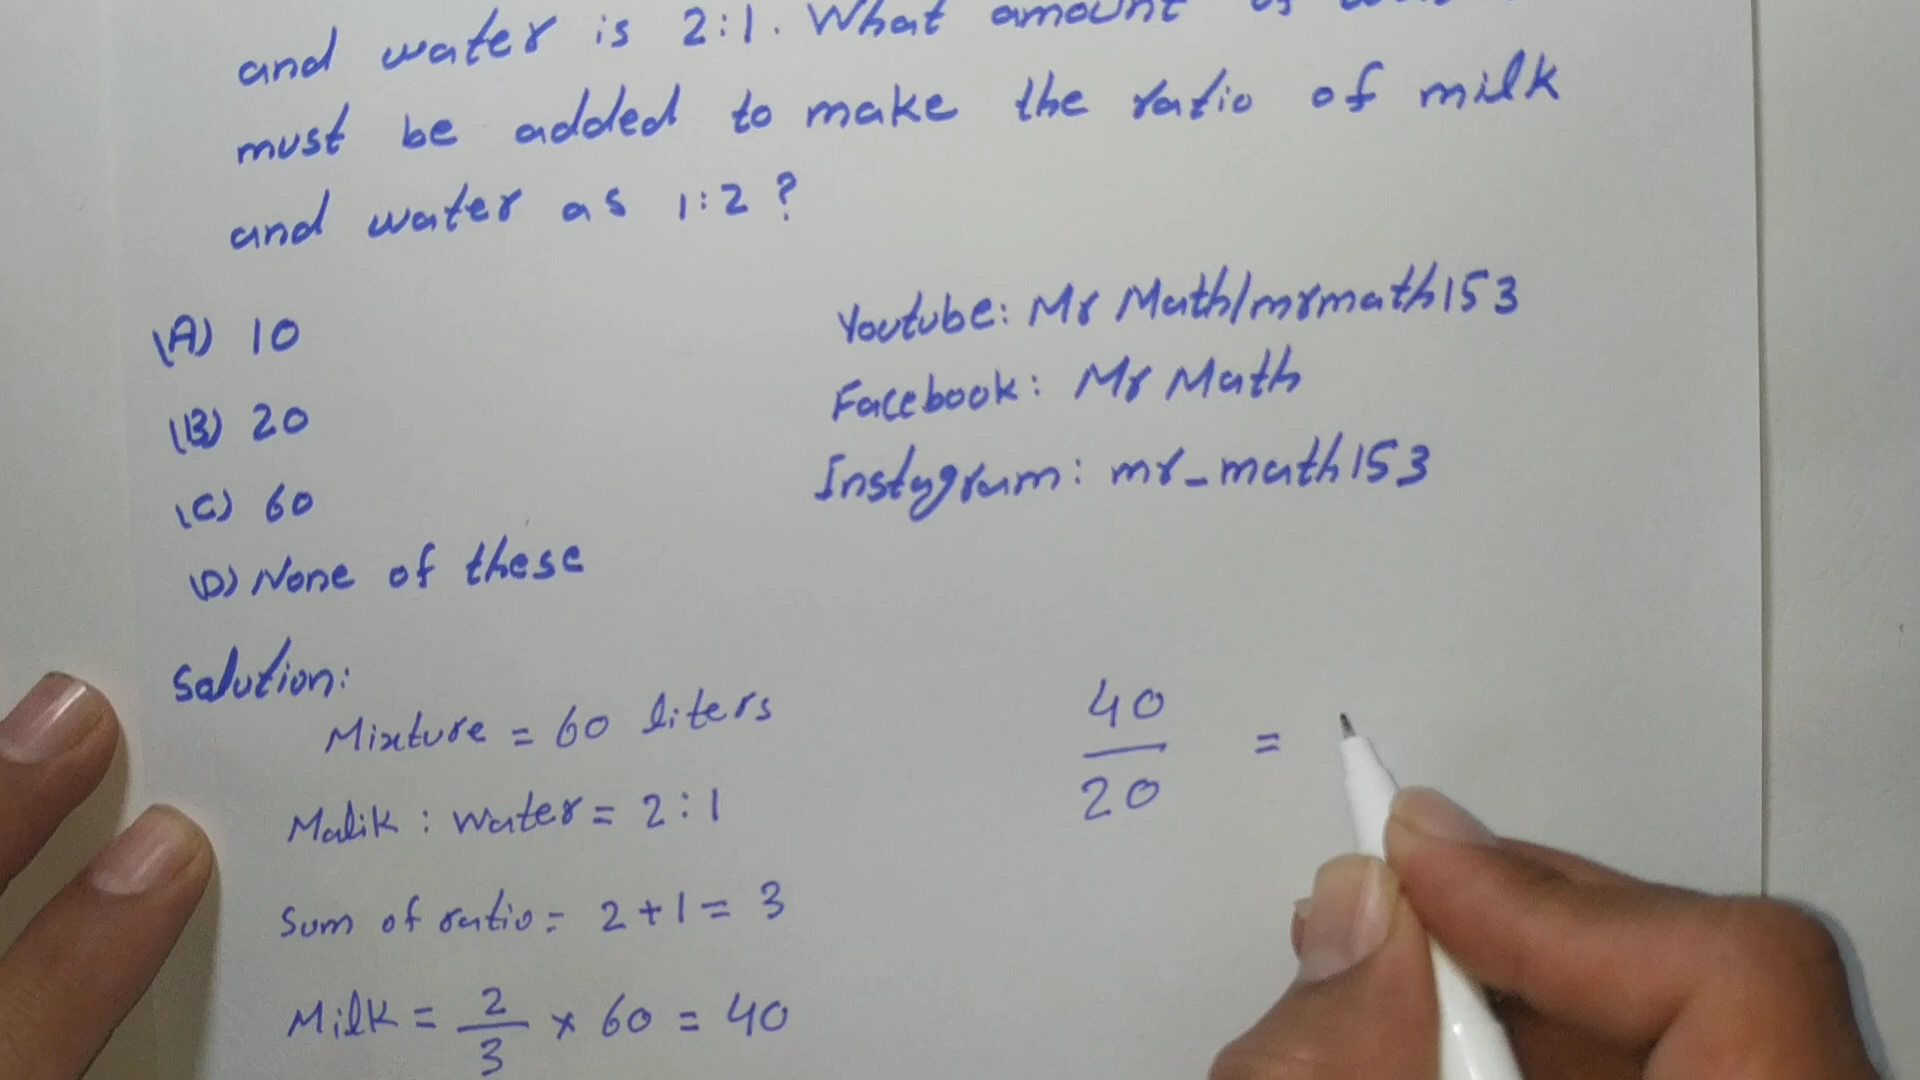 and water is 2:1. What amount of
must be added to make the ratio of milk
and water as 1:2?
(A) 10
(B) 20
(C) 60
(D) None of these
Youtube: Mr Math/mrmath153
Facebook: Mr Math
Instagram: mr_math153
Solution:
Mixture = 60 liters
Malik : water = 2:1
Sum of ratio = 2+1 = 3
Milk = 2/3 × 60 = 40
40/20 =